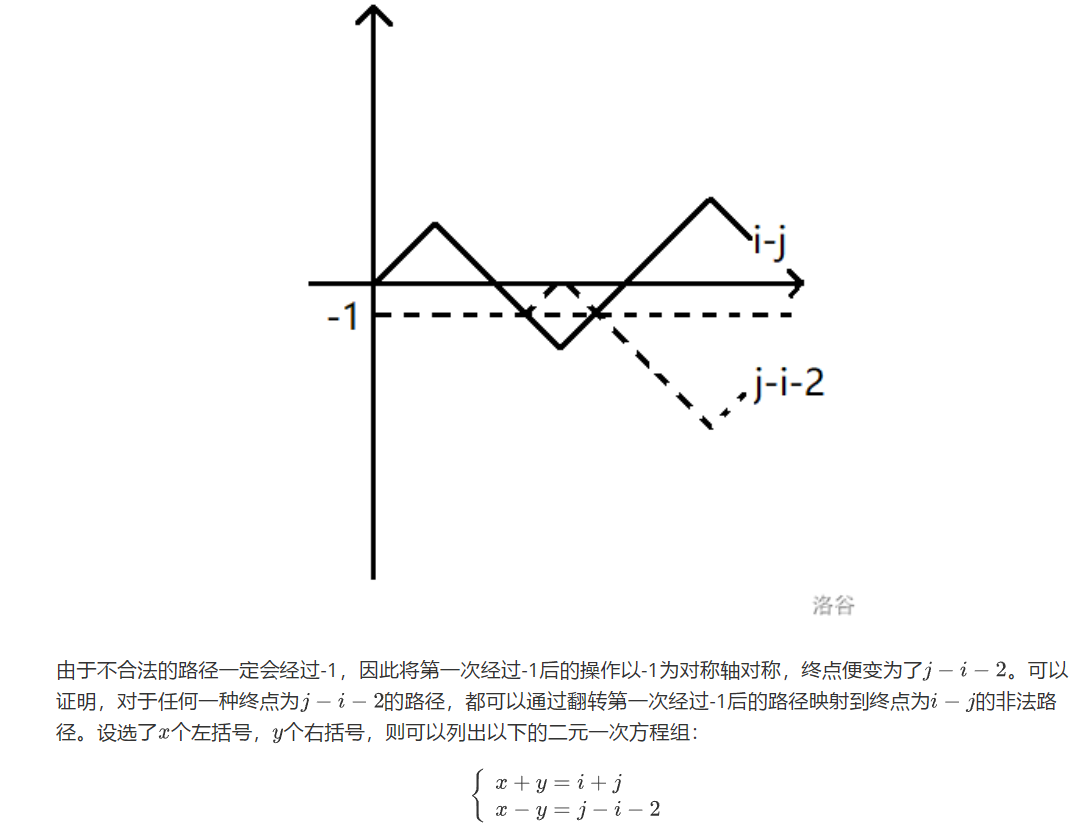 i-j
-1
j-i-2
洛谷
由于不合法的路径一定会经过-1，因此将第一次经过-1后的操作以-1为对称轴对称，终点便变为了j − i − 2。可以
证明，对于任何一种终点为j − i − 2的路径，都可以通过翻转第一次经过-1后的路径映射到终点为i − j的非法路
径。设选了x个左括号，y个右括号，则可以列出以下的二元一次方程组：
x + y = i + j
x − y = j − i − 2